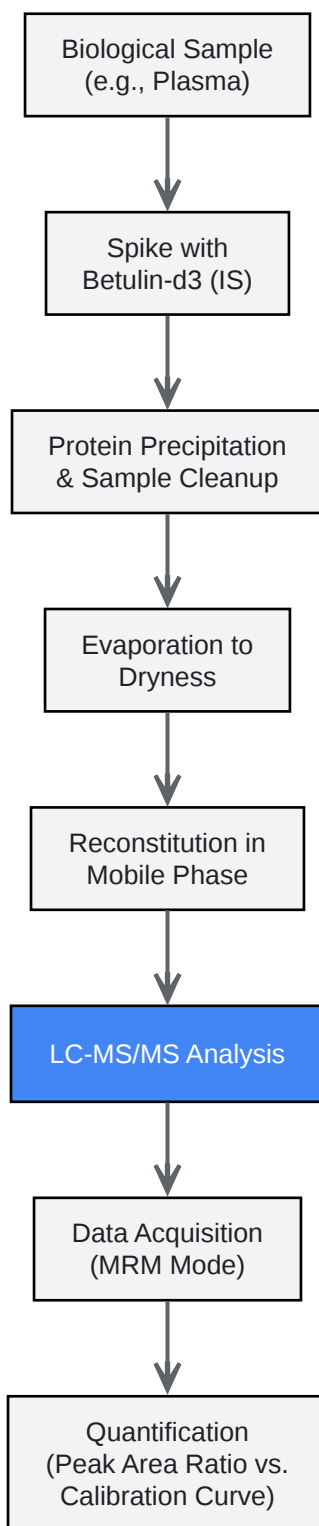 Biological Sample
(e.g., Plasma)
Spike with
Betulin-d3 (IS)
Protein Precipitation
& Sample Cleanup
Evaporation to
Dryness
Reconstitution in
Mobile Phase
LC-MS/MS Analysis
Data Acquisition
(MRM Mode)
Quantification
(Peak Area Ratio vs.
Calibration Curve)